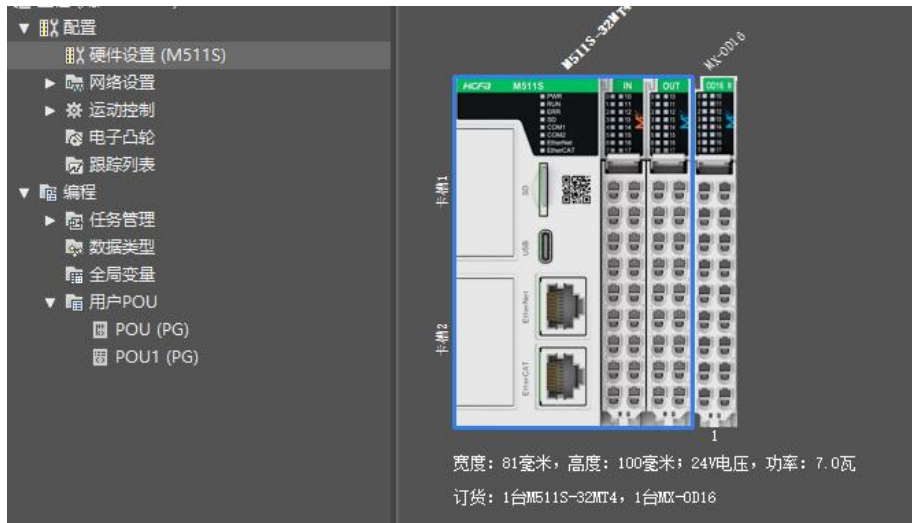 配置
硬件设置 (M511S)
网络设置
运动控制
电子凸轮
跟踪列表
编程
任务管理
数据类型
全局变量
用户POU
POU (PG)
POU1 (PG)
M511S-32MT4
MX-OD16
HCFA M511S IN OUT OD16
PWR
RUN
ERR
SD
COM1
COM2
EtherNet
EtherCAT
卡槽1
SD
USB
EtherNet
卡槽2
EtherCAT
1
宽度: 81毫米, 高度: 100毫米; 24V电压, 功率: 7.0瓦
订货: 1台M511S-32MT4, 1台MX-OD16